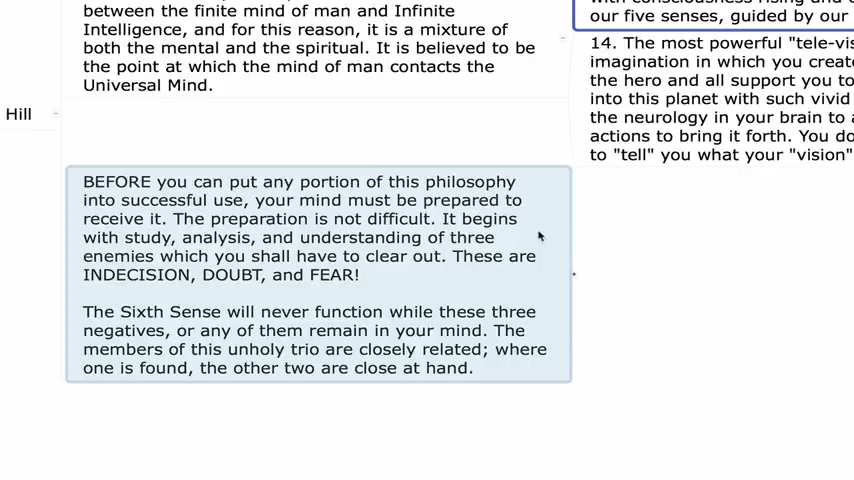 between the finite mind of man and Infinite
Intelligence, and for this reason, it is a mixture of
both the mental and the spiritual. It is believed to be
the point at which the mind of man contacts the
Universal Mind.
Hill
BEFORE you can put any portion of this philosophy
into successful use, your mind must be prepared to
receive it. The preparation is not difficult. It begins
with study, analysis, and understanding of three
enemies which you shall have to clear out. These are
INDECISION, DOUBT, and FEAR!
The Sixth Sense will never function while these three
negatives, or any of them remain in your mind. The
members of this unholy trio are closely related; where
one is found, the other two are close at hand.
with consciousness rising and
our five senses, guided by our
14. The most powerful "tele-vis
imagination in which you create
the hero and all support you to
into this planet with such vivid
the neurology in your brain to a
actions to bring it forth. You do
to "tell" you what your "vision"